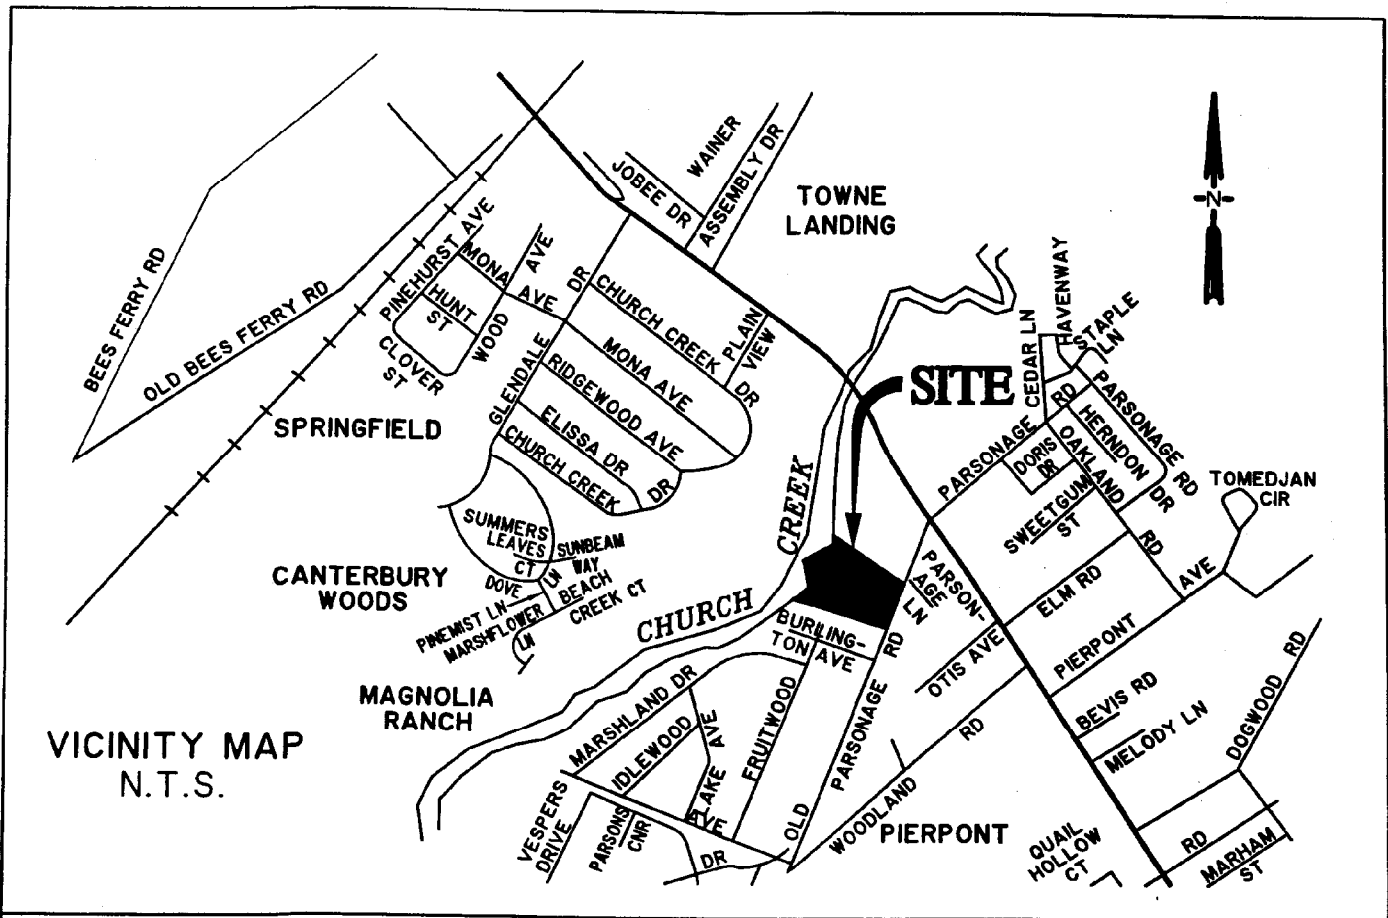 WAINER
JOBEE DR
ASSEMBLY DR
TOWNE
LANDING
N
BEES FERRY RD
OLD BEES FERRY RD
PINEHURST AVE
MONA
AVE
HUNT
ST
WOOD
AVE
CLOVER
ST
GLENDALE
DR
CHURCH CREEK
DR
PLAIN
VIEW
MONA AVE
RIDGEWOOD AVE
ELISSA DR
CHURCH CREEK
DR
SPRINGFIELD
SITE
CEDAR LN
HAVENWAY
STAPLE
LN
PARSONAGE
RD
PARSONAGE RD
HERNDON DR
OAKLAND
RD
DORIS
DR
SWEETGUM
ST
TOMEDJAN
CIR
SUMMERS
LEAVES
CT
SUNBEAM
WAY
DOVE
LN
BEACH
CREEK CT
PINEMIST LN
MARSHFLOWER
LN
CANTERBURY
WOODS
CHURCH
CREEK
MAGNOLIA
RANCH
BURLING-
TON AVE
PARSON-
AGE
LN
ELM RD
OTIS AVE
PIERPONT
AVE
BEVIS RD
MELODY LN
DOGWOOD
RD
VICINITY MAP
N.T.S.
MARSHLAND DR
IDLEWOOD
AVE
LAKE
AVE
FRUITWOOD
OLD
PARSONAGE
RD
WOODLAND
RD
PIERPONT
VESPERS
DRIVE
PARSONS
CNR
DR
QUAIL
HOLLOW
CT
RD
MARHAM
ST